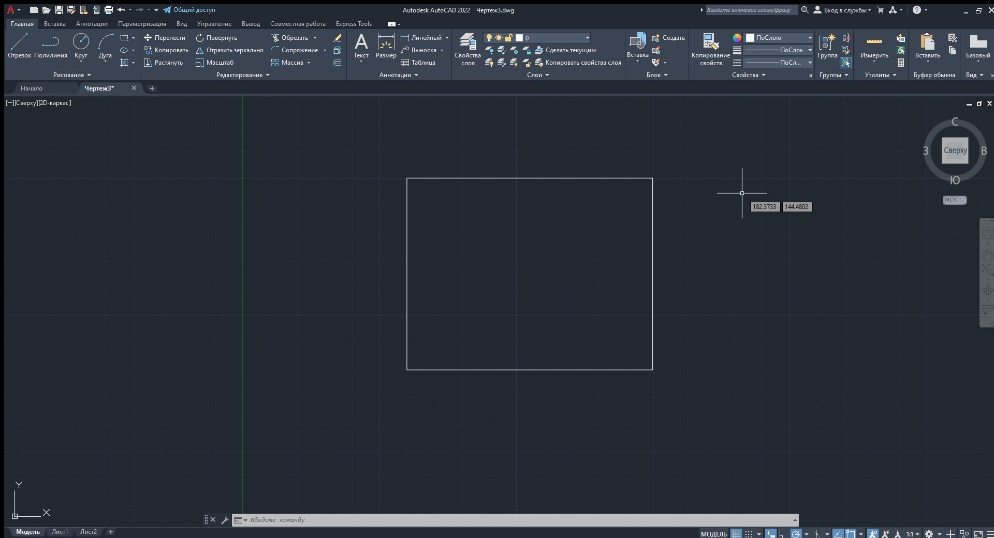 Общий доступ
Autodesk AutoCAD 2022 Чертеж3.dwg
Введите ключевое слово/фразу
Вход в службы
Главная Вставка Аннотации Параметризация Вид Управление Вывод Совместная работа Express Tools
Отрезок Полилиния Круг Дуга
Перенести Повернуть Обрезать
Копировать Отразить зеркально Сопряжение
Растянуть Масштаб Массив
Текст Размер
Линейный
Выноска
Таблица
Свойства слоя
0
Сделать текущим
Копировать свойства слоя
Вставка
Создать
Копирование свойств
ПоСлою
ПоСлою
ПоСл...
Группа Измерить Вставить Базовый
Рисование Редактирование Аннотации Слои Блок Свойства Группы Утилиты Буфер обмена Вид
Начало Чертеж3*
[−][Сверху][2D-каркас]
С
З Сверху В
Ю
МСК
182.3733 144.4802
Y
X
Введите команду
Модель Лист1 Лист2
МОДЕЛЬ 1:1